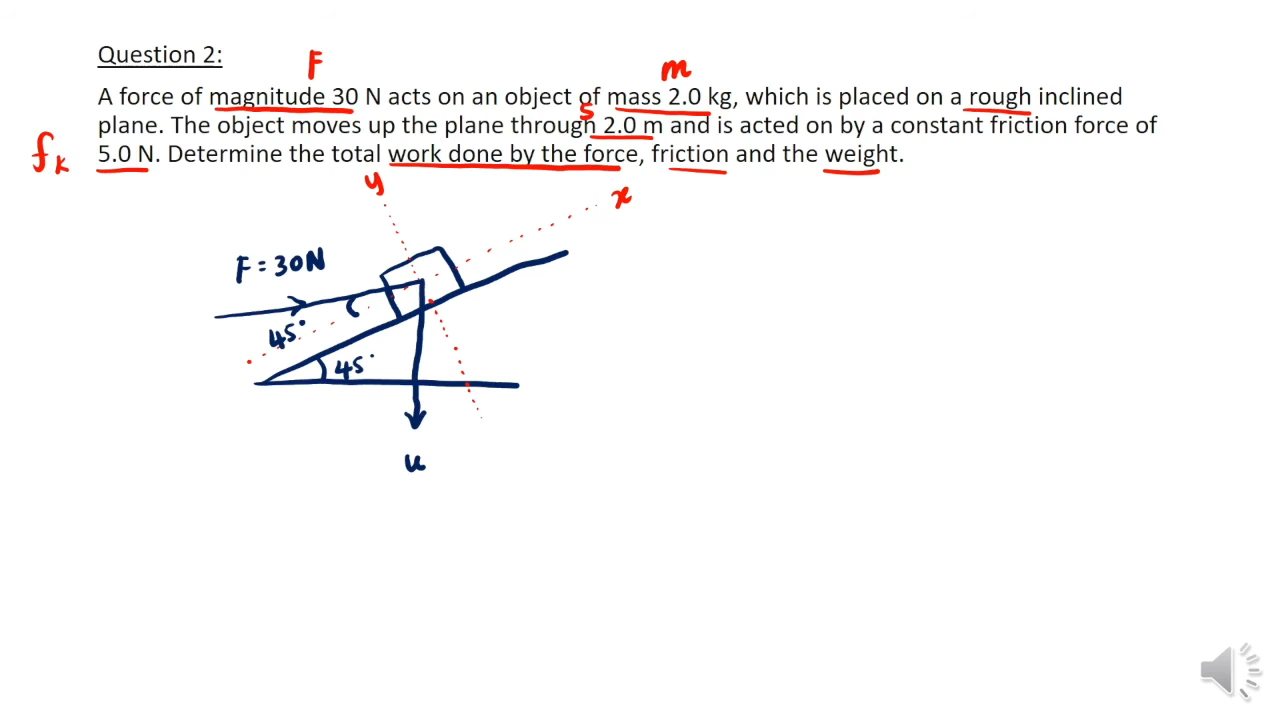 Question 2:
F m
A force of magnitude 30 N acts on an object of mass 2.0 kg, which is placed on a rough inclined
s
plane. The object moves up the plane through 2.0 m and is acted on by a constant friction force of
fk 5.0 N. Determine the total work done by the force, friction and the weight.
y x
F = 30N
45°
45°